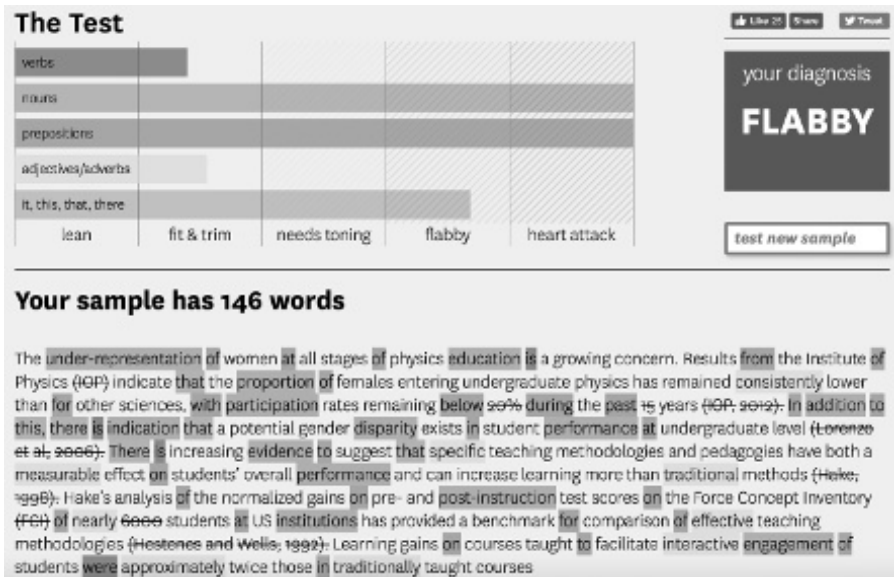 The Test
Like 25 Share Tweet
verbs
nouns
prepositions
adjectives/adverbs
it, this, that, there
lean fit & trim needs toning flabby heart attack
your diagnosis
FLABBY
test new sample
Your sample has 146 words
The under-representation of women at all stages of physics education is a growing concern. Results from the Institute of
Physics (IOP) indicate that the proportion of females entering undergraduate physics has remained consistently lower
than for other sciences, with participation rates remaining below 20% during the past 15 years (IOP, 2012). In addition to
this, there is indication that a potential gender disparity exists in student performance at undergraduate level (Lorenzo
et al, 2006). There is increasing evidence to suggest that specific teaching methodologies and pedagogies have both a
measurable effect on students' overall performance and can increase learning more than traditional methods (Hake,
1998). Hake's analysis of the normalized gains on pre- and post-instruction test scores on the Force Concept Inventory
(FCI) of nearly 6000 students at US institutions has provided a benchmark for comparison of effective teaching
methodologies (Hestenes and Wells, 1992). Learning gains on courses taught to facilitate interactive engagement of
students were approximately twice those in traditionally taught courses